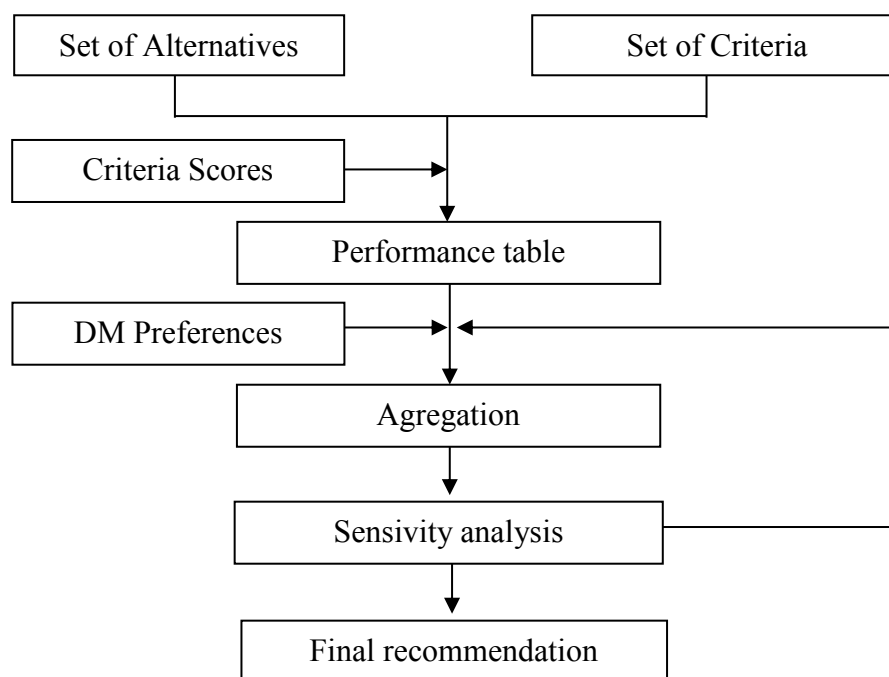 Set of Alternatives
Set of Criteria
Criteria Scores
Performance table
DM Preferences
Agregation
Sensivity analysis
Final recommendation